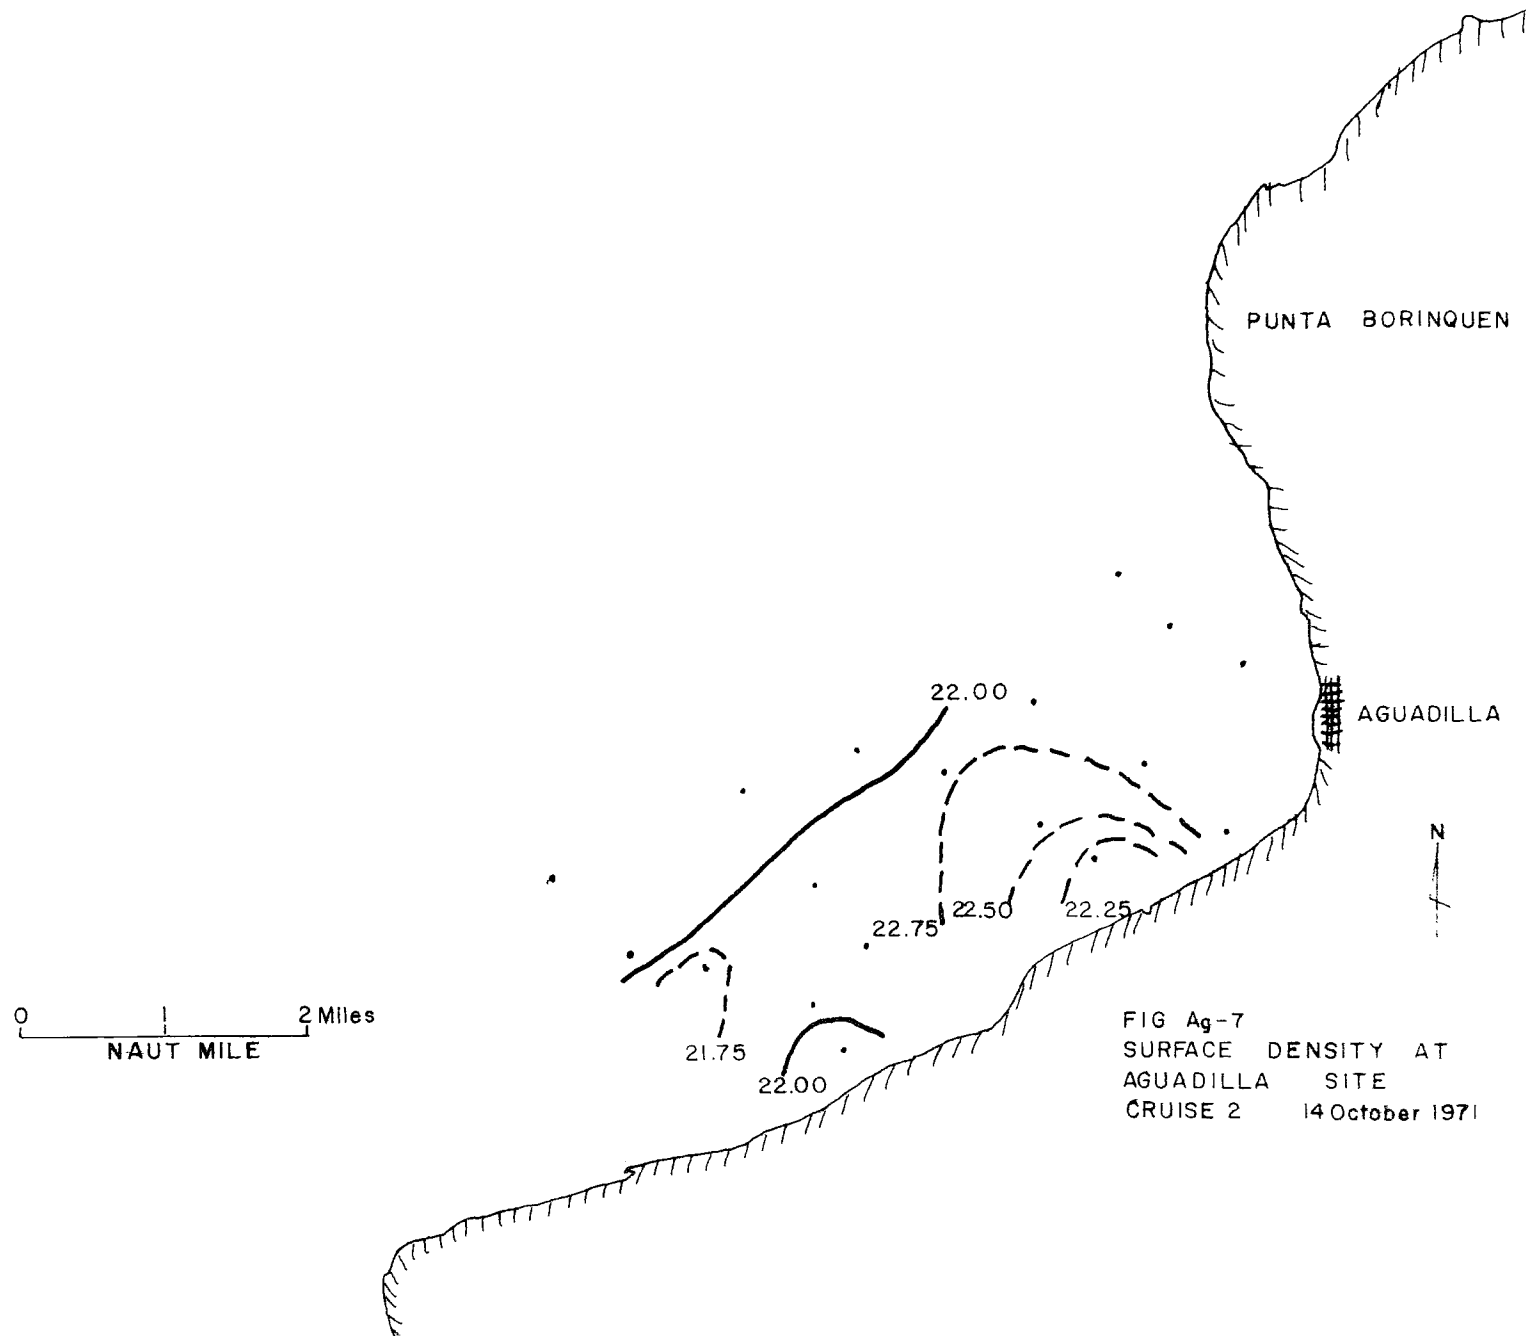 PUNTA BORINQUEN
22.00
AGUADILLA
N
22.75
22.50
22.25
0 1 2 Miles
NAUT MILE
21.75
22.00
FIG Ag-7
SURFACE DENSITY AT
AGUADILLA SITE
CRUISE 2 14 October 1971